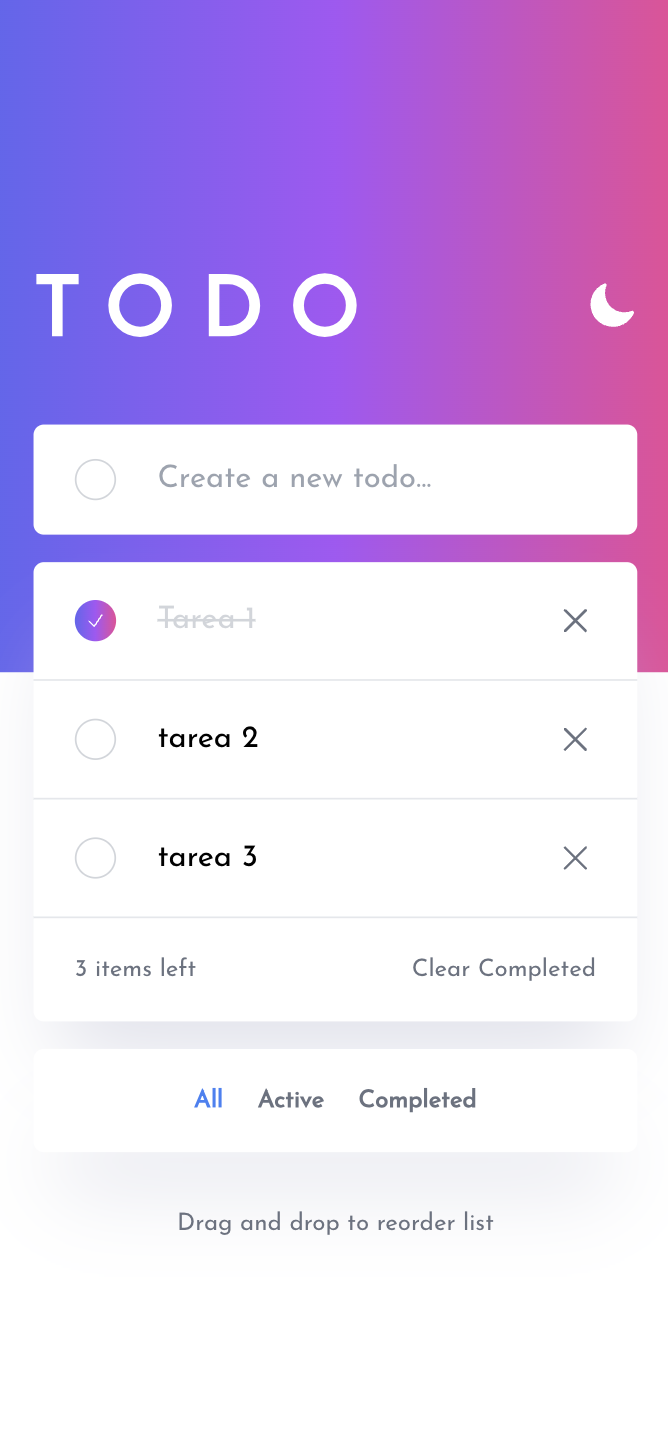 TODO
Create a new todo...
Tarea 1
tarea 2
tarea 3
3 items left Clear Completed
All Active Completed
Drag and drop to reorder list